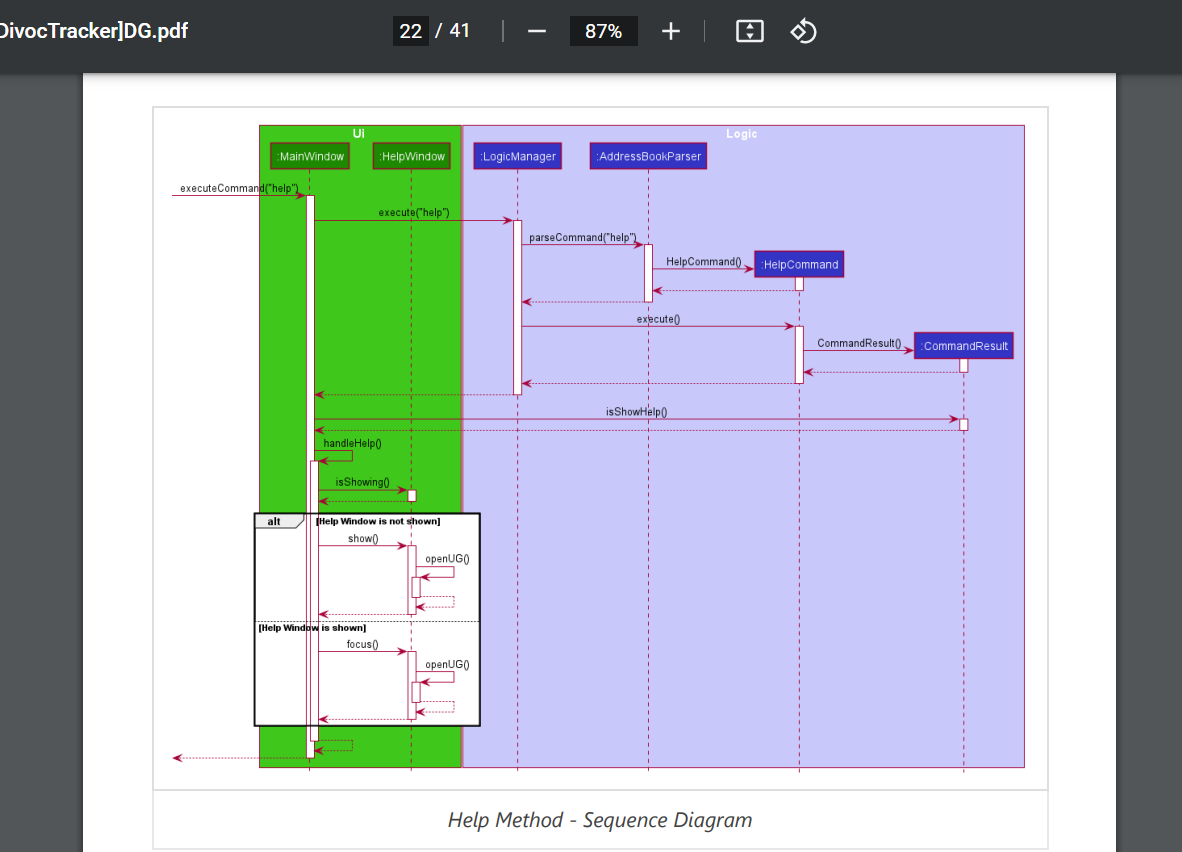 DivocTracker]DG.pdf
22 / 41
87%
Ui
Logic
:MainWindow
:HelpWindow
:LogicManager
:AddressBookParser
executeCommand("help")
execute("help")
parseCommand("help")
HelpCommand()
:HelpCommand
execute()
CommandResult()
:CommandResult
isShowHelp()
handleHelp()
isShowing()
alt
[Help Window is not shown]
show()
openUG()
[Help Window is shown]
focus()
openUG()
Help Method - Sequence Diagram